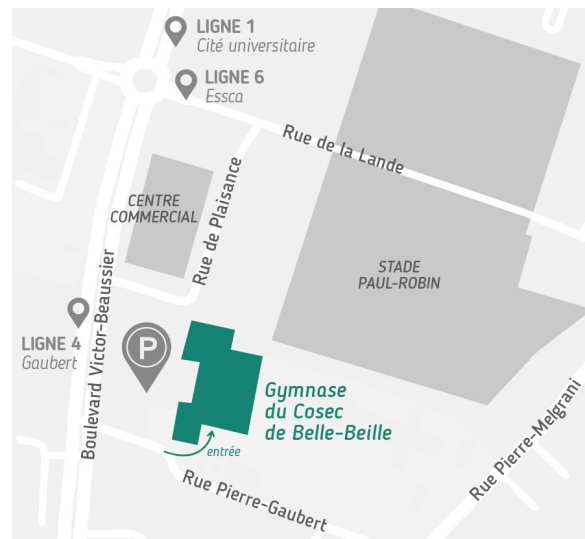 LIGNE 1
Cité universitaire
LIGNE 6
Essca
Rue de la Lande
CENTRE
COMMERCIAL
Rue de Plaisance
STADE
PAUL-ROBIN
LIGNE 4
Gaubert
Boulevard Victor-Beaussier
P
Gymnase
du Cosec
de Belle-Beille
entrée
Rue Pierre-Gaubert
Rue Pierre-Melgrani